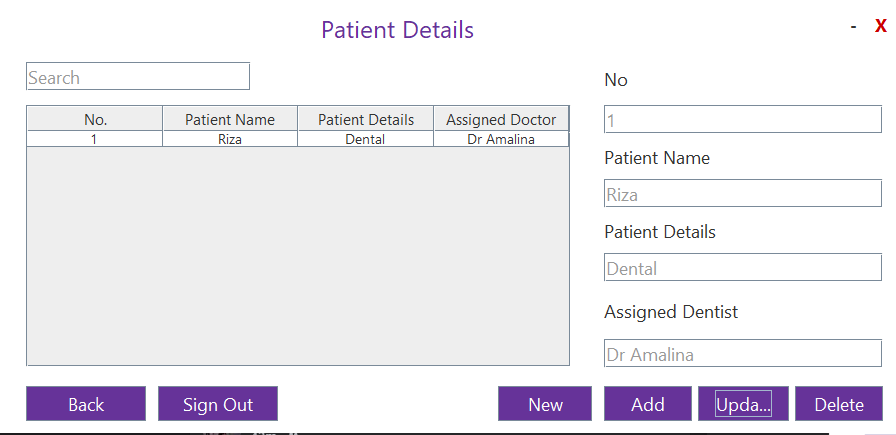 Patient Details
- X
Search
No. Patient Name Patient Details Assigned Doctor
1 Riza Dental Dr Amalina
No
1
Patient Name
Riza
Patient Details
Dental
Assigned Dentist
Dr Amalina
Back Sign Out New Add Upda... Delete